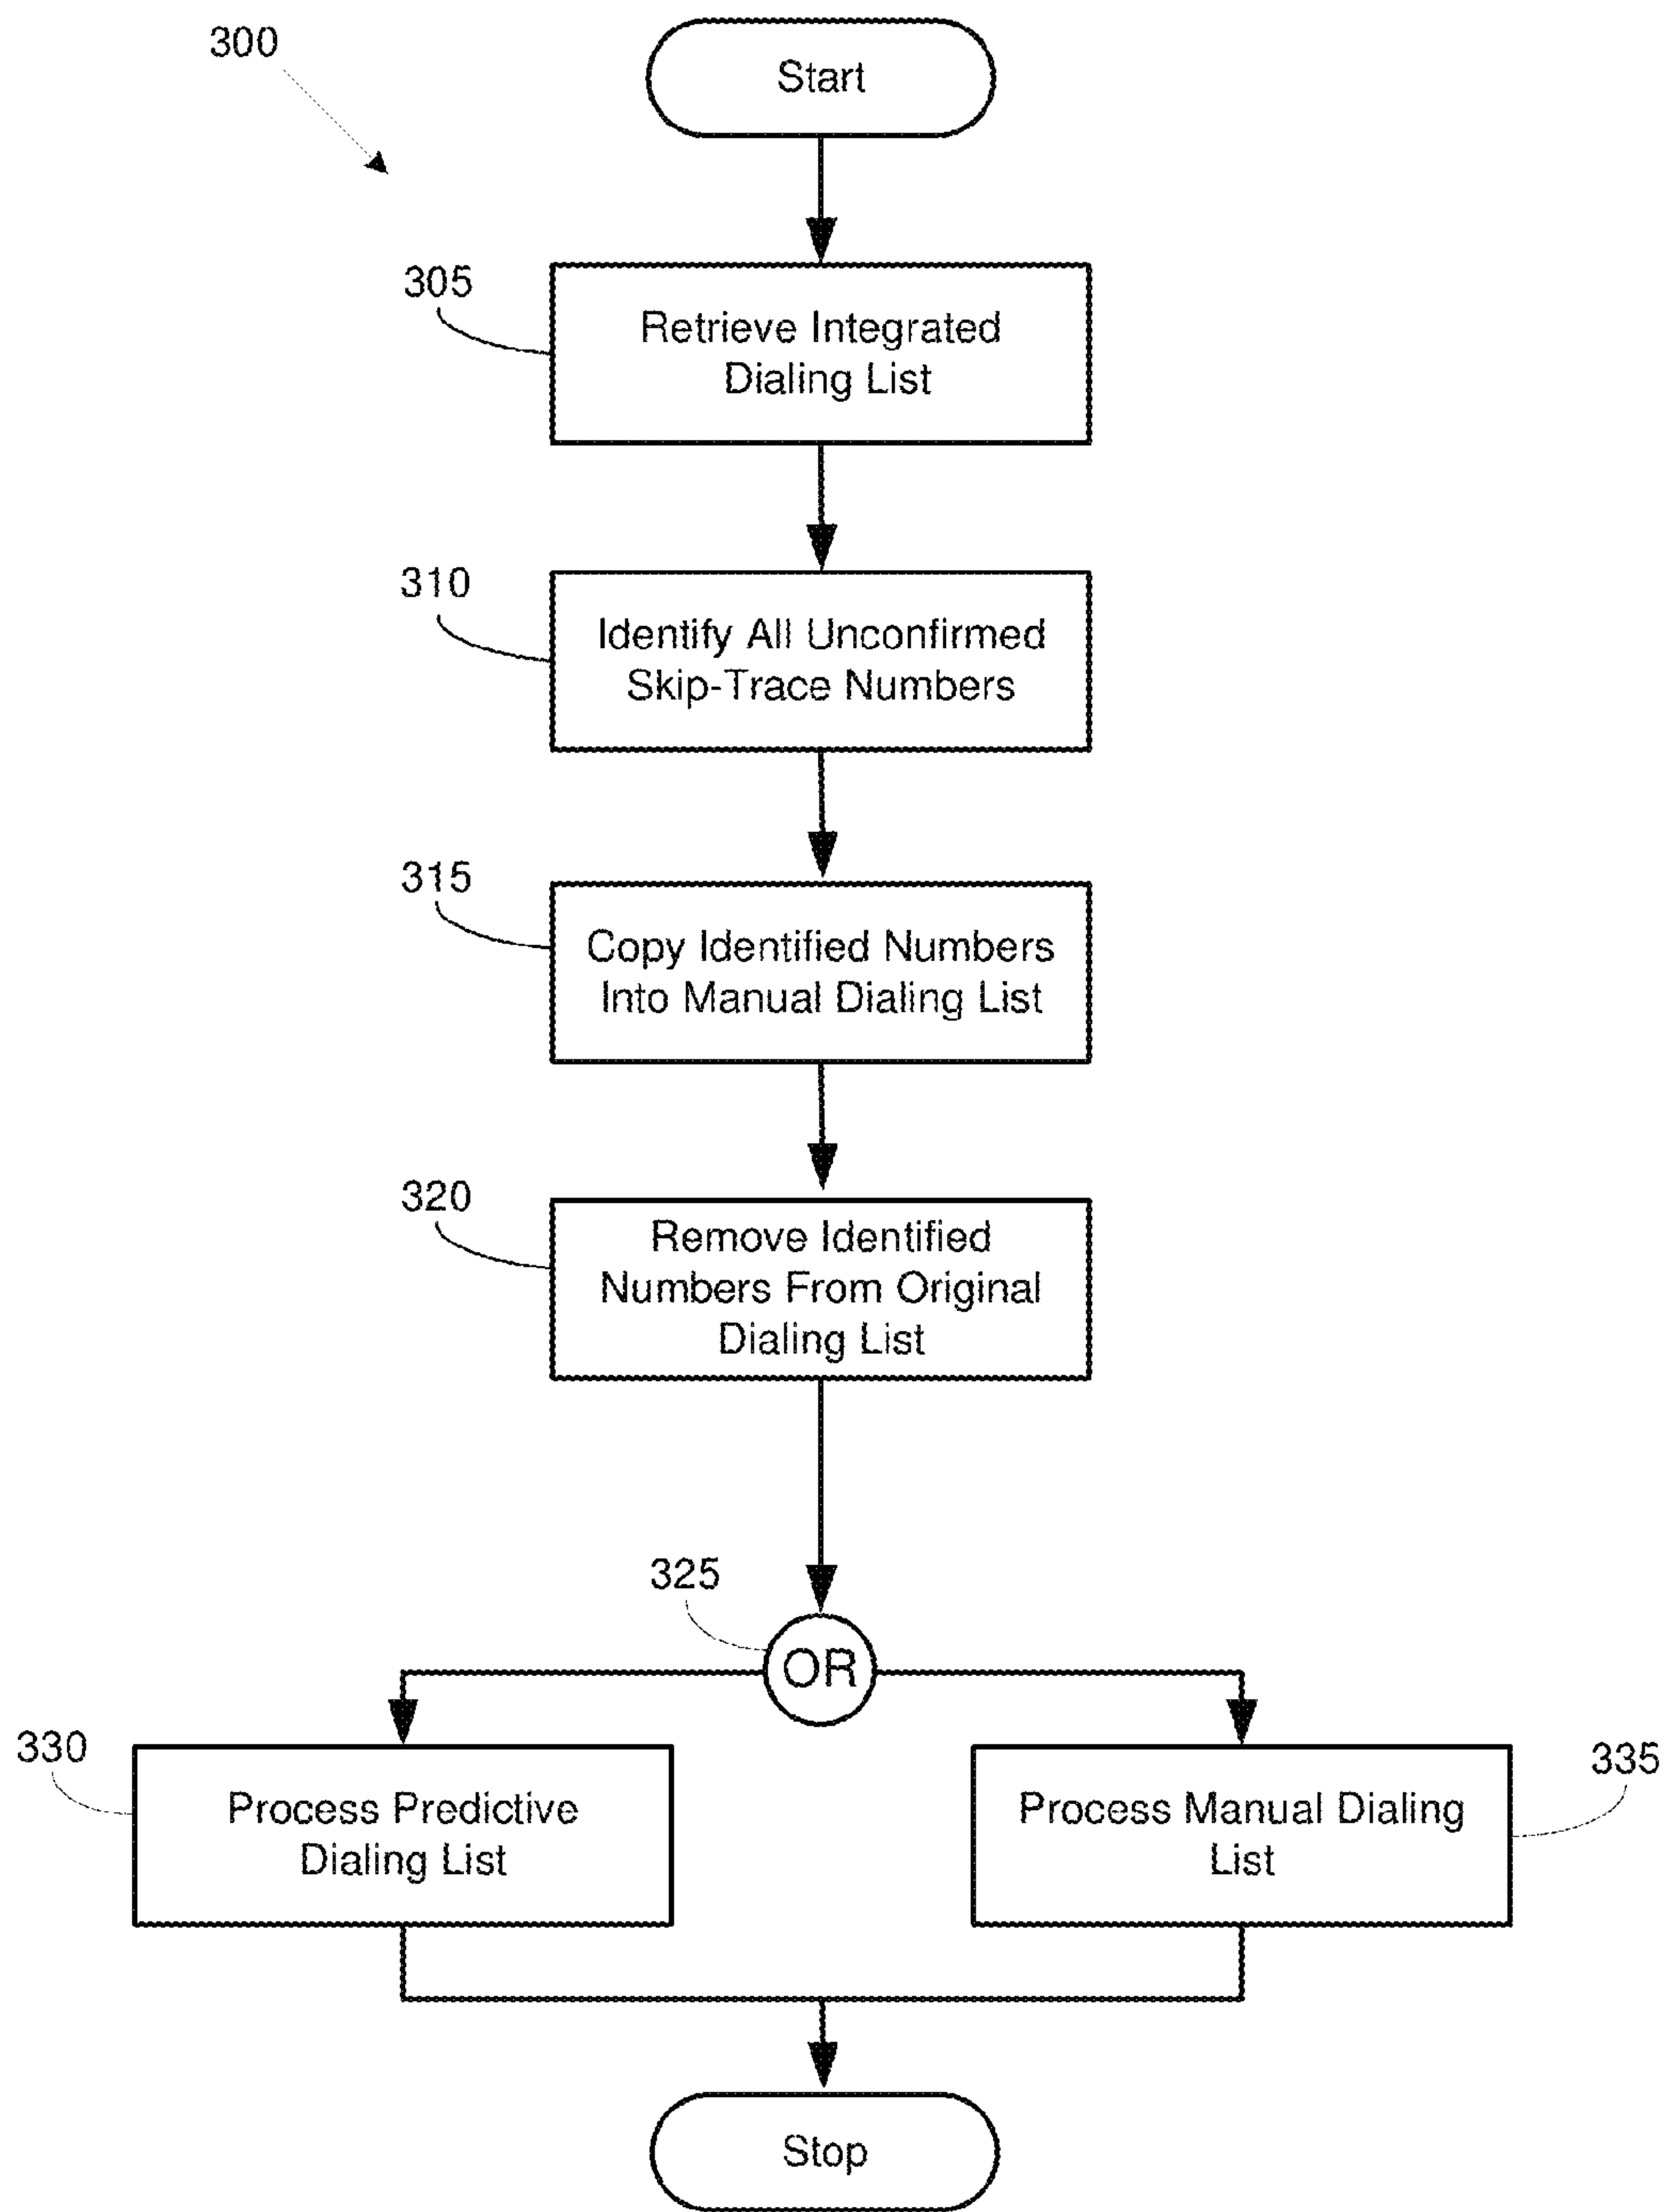 300
Start
305
Retrieve Integrated
Dialing List
310
Identify All Unconfirmed
Skip-Trace Numbers
315
Copy Identified Numbers
Into Manual Dialing List
320
Remove Identified
Numbers From Original
Dialing List
325
OR
330
Process Predictive
Dialing List
335
Process Manual Dialing
List
Stop